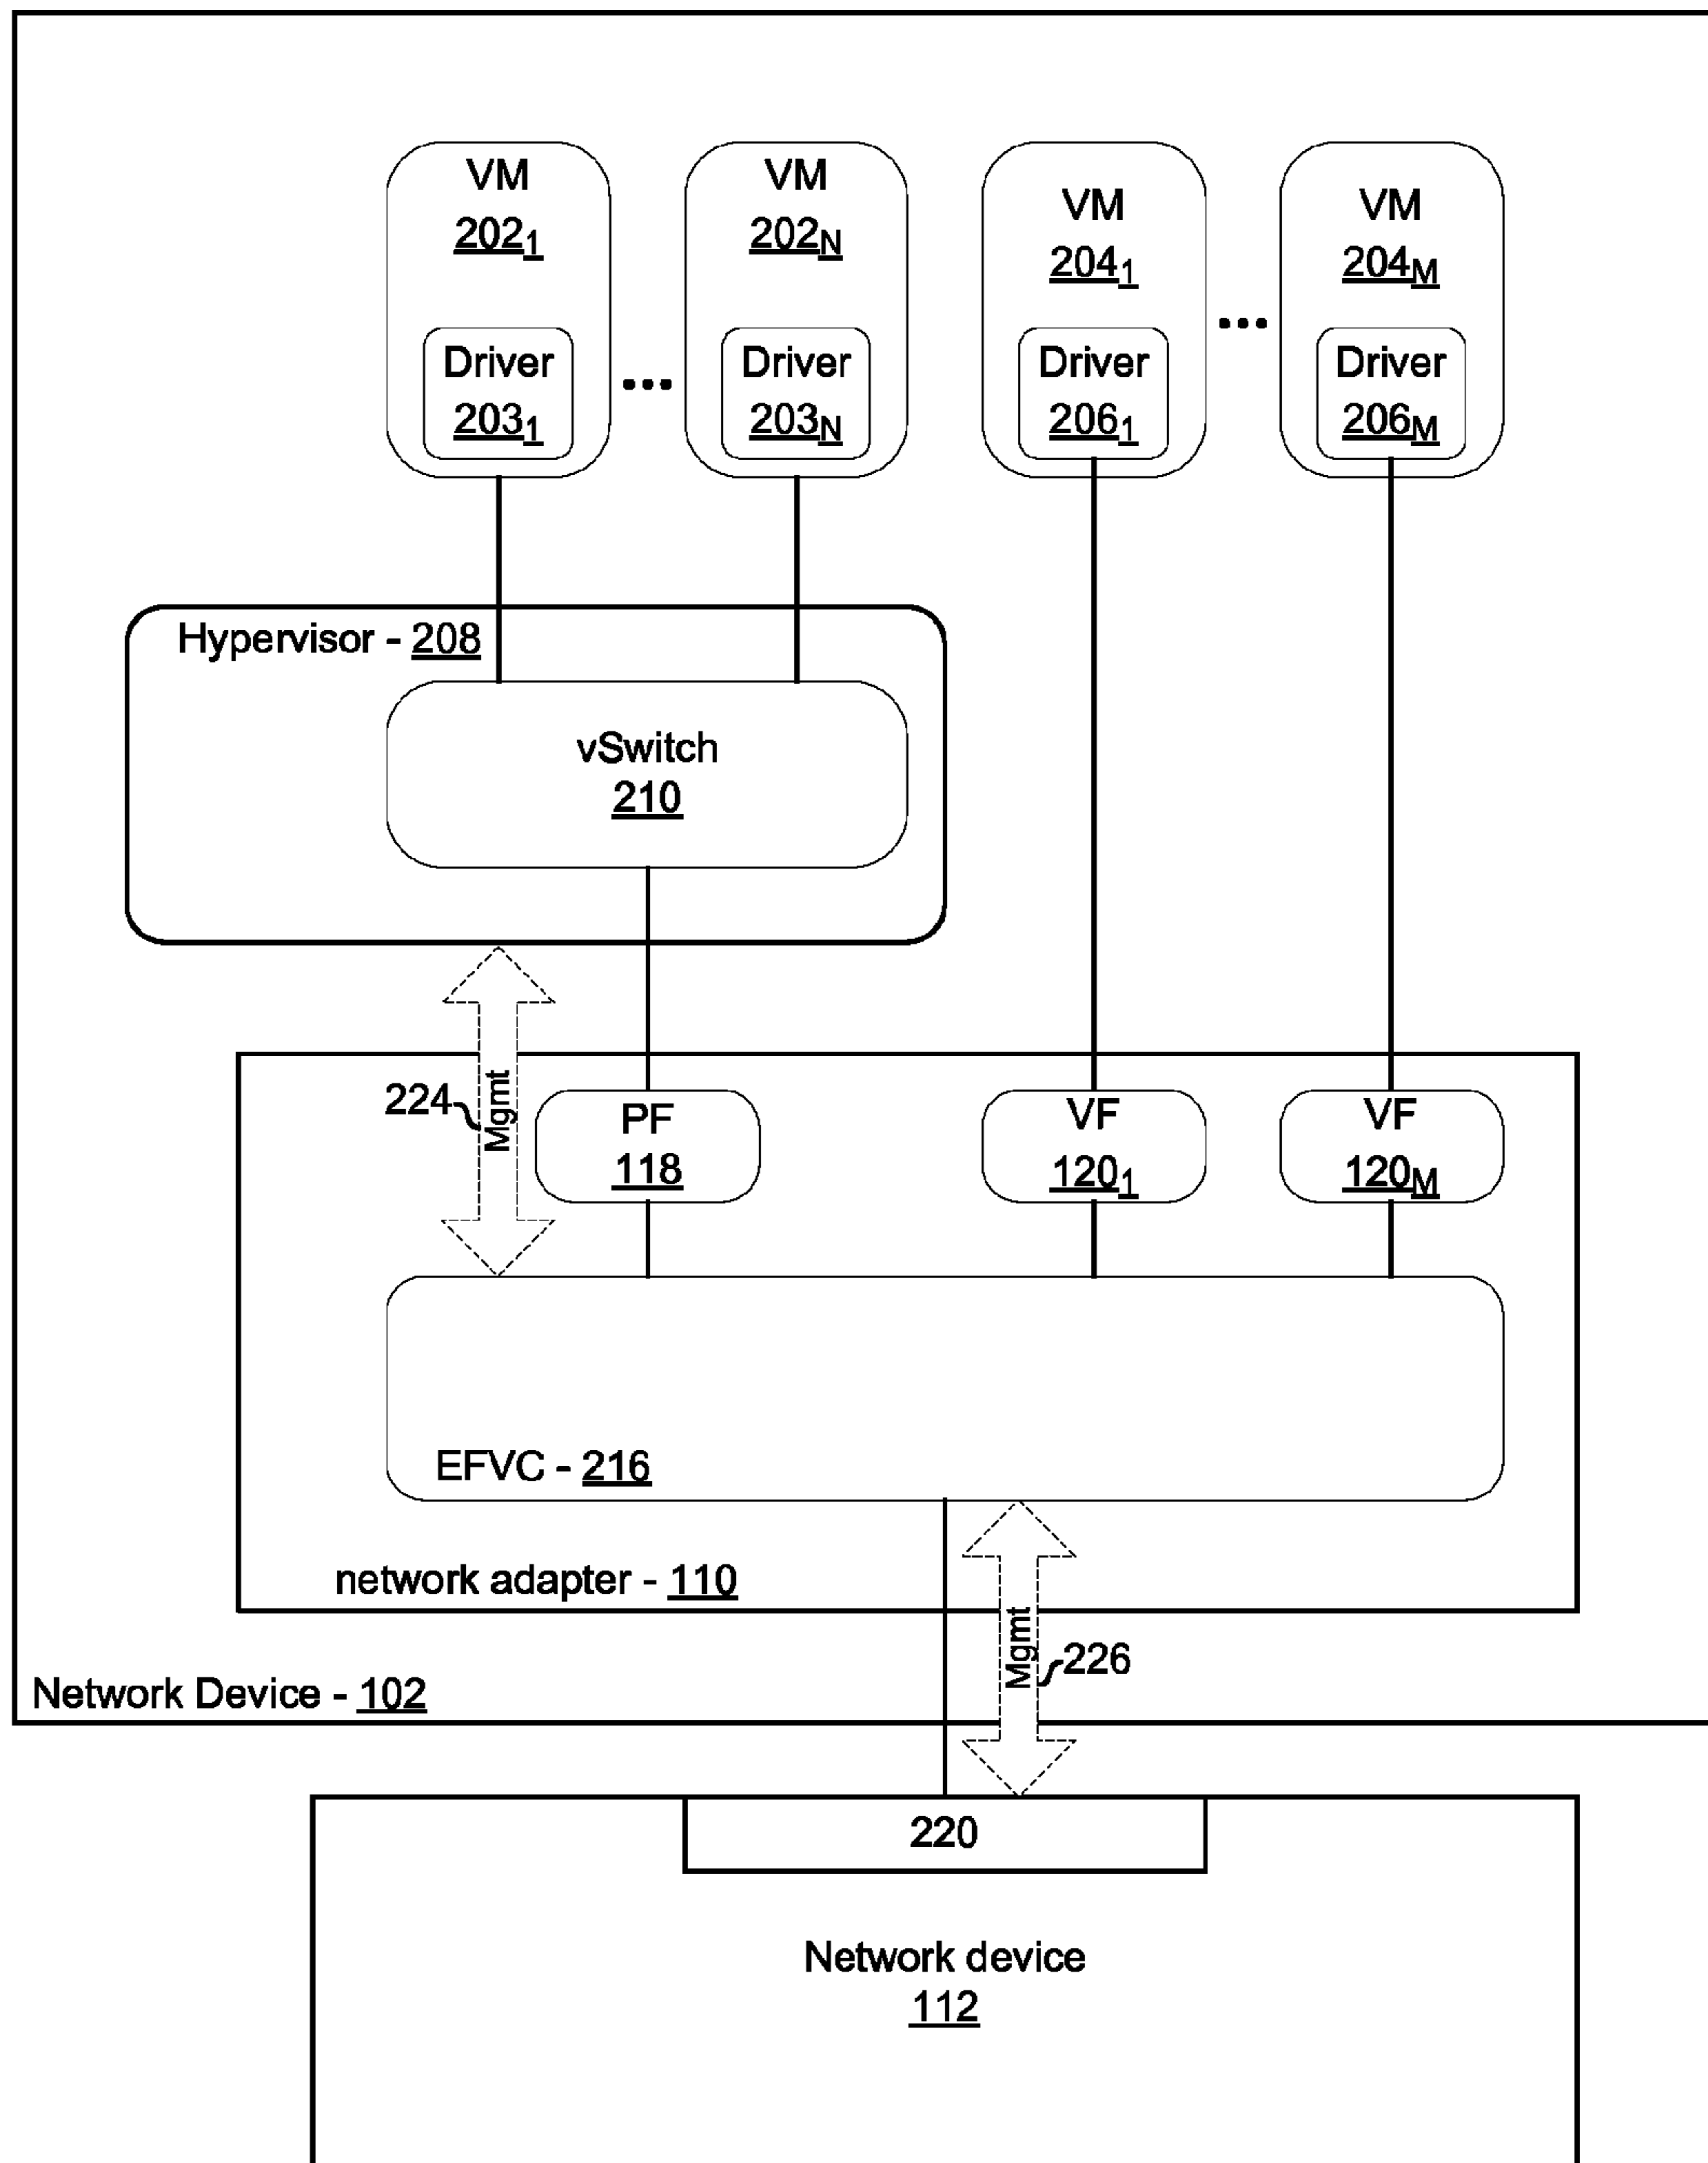 VM
202₁
VM
202N
VM
204₁
VM
204M
Driver
203₁
...
Driver
203N
Driver
206₁
...
Driver
206M
Hypervisor - 208
vSwitch
210
224
Mgmt
PF
118
VF
120₁
VF
120M
EFVC - 216
network adapter - 110
Mgmt
226
Network Device - 102
220
Network device
112